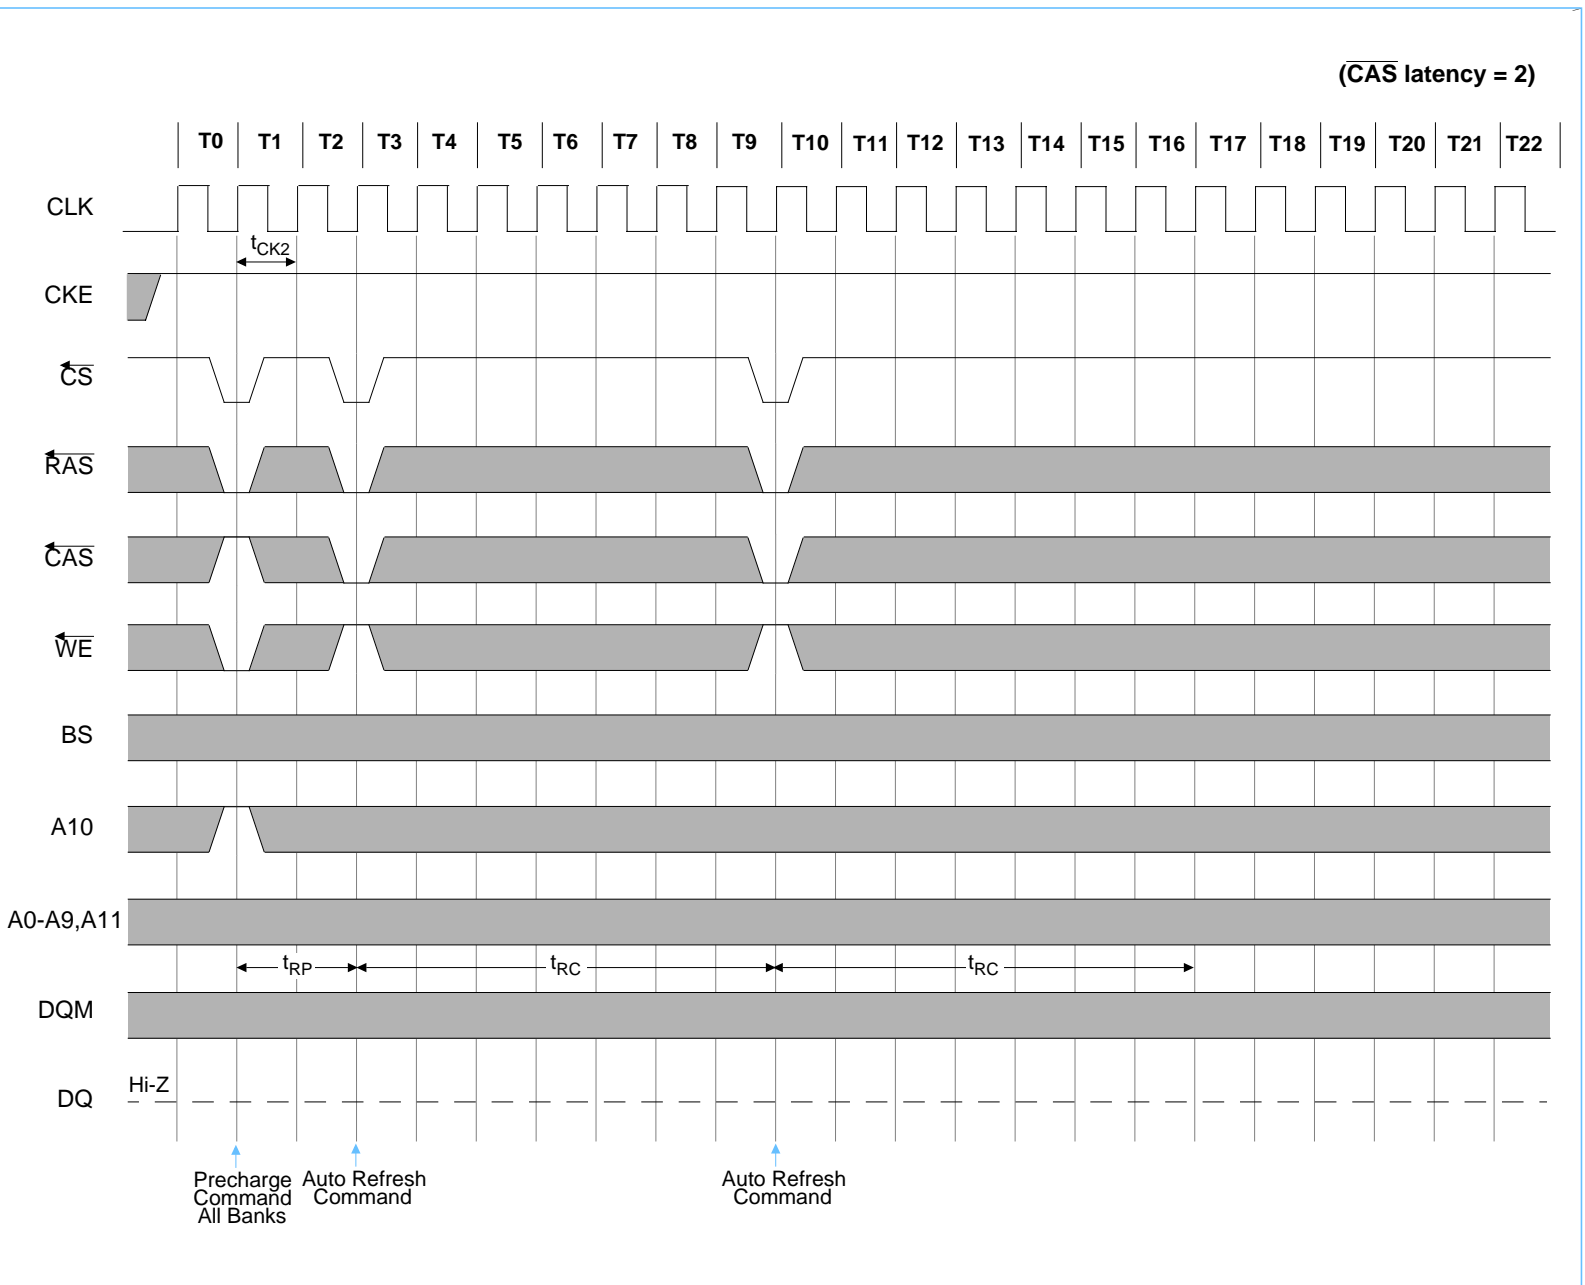 (CAS latency = 2)
T0 T1 T2 T3 T4 T5 T6 T7 T8 T9 T10 T11 T12 T13 T14 T15 T16 T17 T18 T19 T20 T21 T22
CLK
tCK2
CKE
CS
RAS
CAS
WE
BS
A10
A0-A9,A11
tRP tRC tRC
DQM
Hi-Z
DQ
Precharge
Command
All Banks
Auto Refresh
Command
Auto Refresh
Command